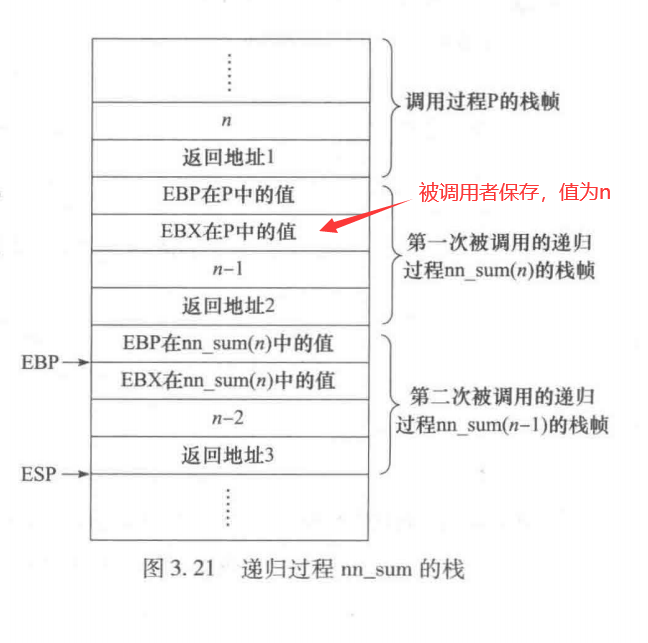 n
调用过程P的栈帧
返回地址1
EBP在P中的值
被调用者保存，值为n
EBX在P中的值
第一次被调用的递归
过程nn_sum(n)的栈帧
n-1
返回地址2
EBP在nn_sum(n)中的值
EBP
EBX在nn_sum(n)中的值
第二次被调用的递归
过程nn_sum(n-1)的栈帧
n-2
返回地址3
ESP
图 3.21 递归过程 nn_sum 的栈